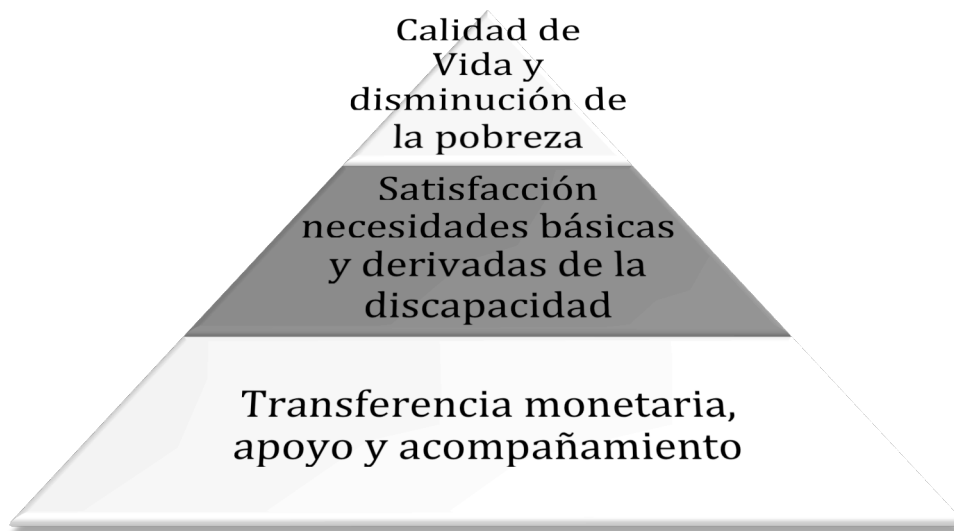 Calidad de
Vida y
disminución de
la pobreza
Satisfacción
necesidades básicas
y derivadas de la
discapacidad
Transferencia monetaria,
apoyo y acompañamiento